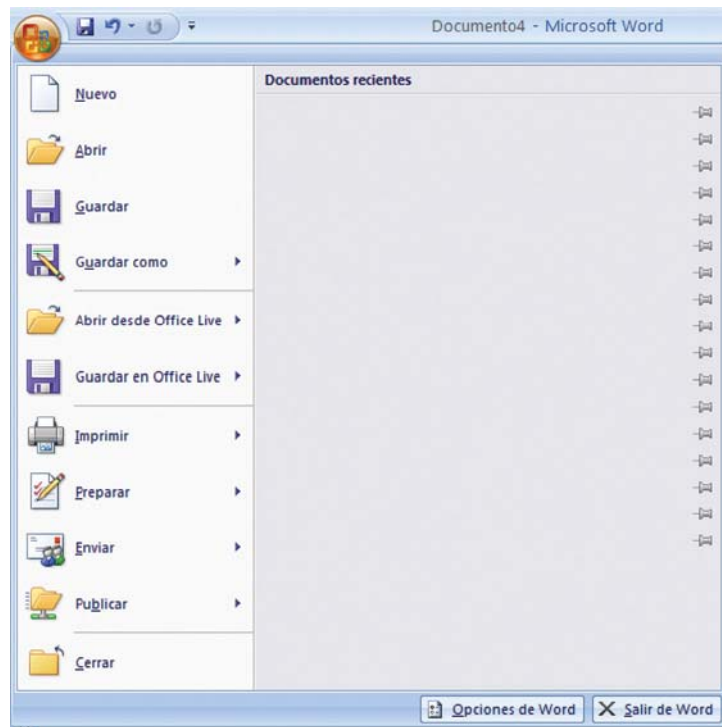 Documento4 - Microsoft Word
Documentos recientes
Nuevo
Abrir
Guardar
Guardar como
Abrir desde Office Live
Guardar en Office Live
Imprimir
Preparar
Enviar
Publicar
Cerrar
Opciones de Word
Salir de Word